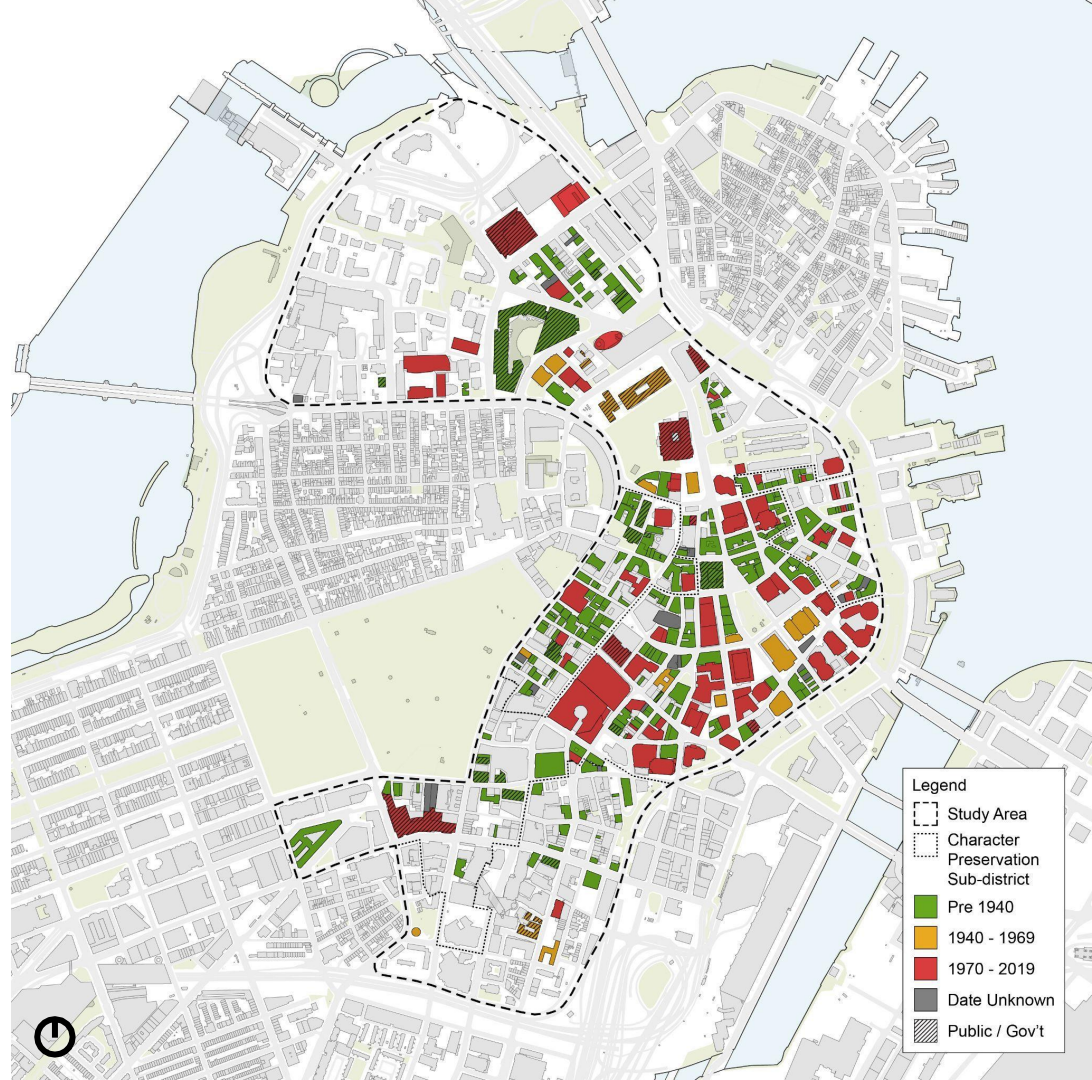 Legend
Study Area
Character
Preservation
Sub-district
Pre 1940
1940 - 1969
1970 - 2019
Date Unknown
Public / Gov't